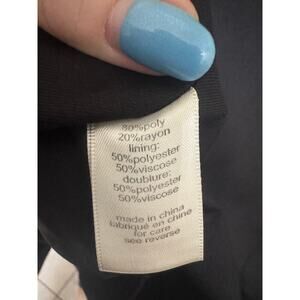 80%poly
20%rayon
lining:
50%polyester
50%viscose
doublure:
50%polyester
50%viscose
made in china
fabriqué en chine
for care,
see reverse